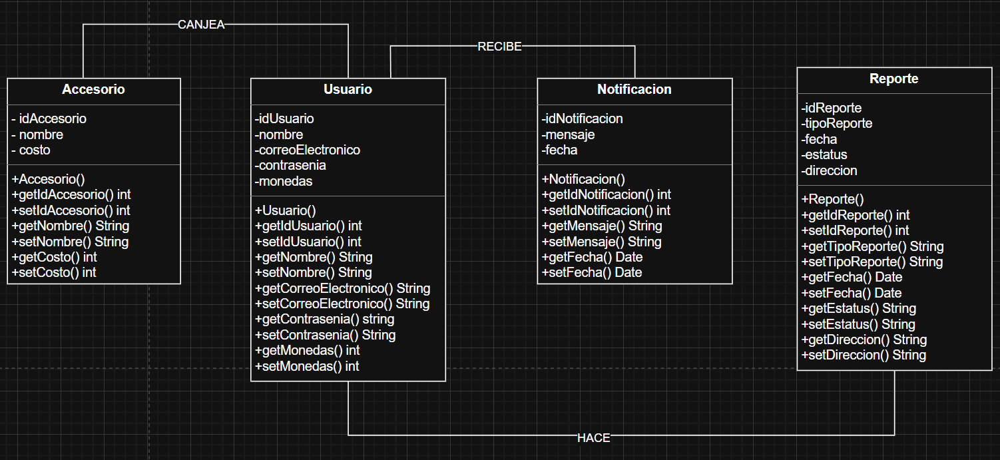 CANJEA
RECIBE
Accesorio
- idAccesorio
- nombre
- costo
+Accesorio()
+getIdAccesorio() int
+setIdAccesorio() int
+getNombre() String
+setNombre() String
+getCosto() int
+setCosto() int
Usuario
-idUsuario
-nombre
-correoElectronico
-contrasenia
-monedas
+Usuario()
+getIdUsuario() int
+setIdUsuario() int
+getNombre() String
+setNombre() String
+getCorreoElectronico() String
+setCorreoElectronico() String
+getContrasenia() string
+setContrasenia() String
+getMonedas() int
+setMonedas() int
Notificacion
-idNotificacion
-mensaje
-fecha
+Notificacion()
+getIdNotificacion() int
+setIdNotificacion() int
+getMensaje() String
+setMensaje() String
+getFecha() Date
+setFecha() Date
Reporte
-idReporte
-tipoReporte
-fecha
-estatus
-direccion
+Reporte()
+getIdReporte() int
+setIdReporte() int
+getTipoReporte() String
+setTipoReporte() String
+getFecha() Date
+setFecha() Date
+getEstatus() String
+setEstatus() String
+getDireccion() String
+setDireccion() String
HACE